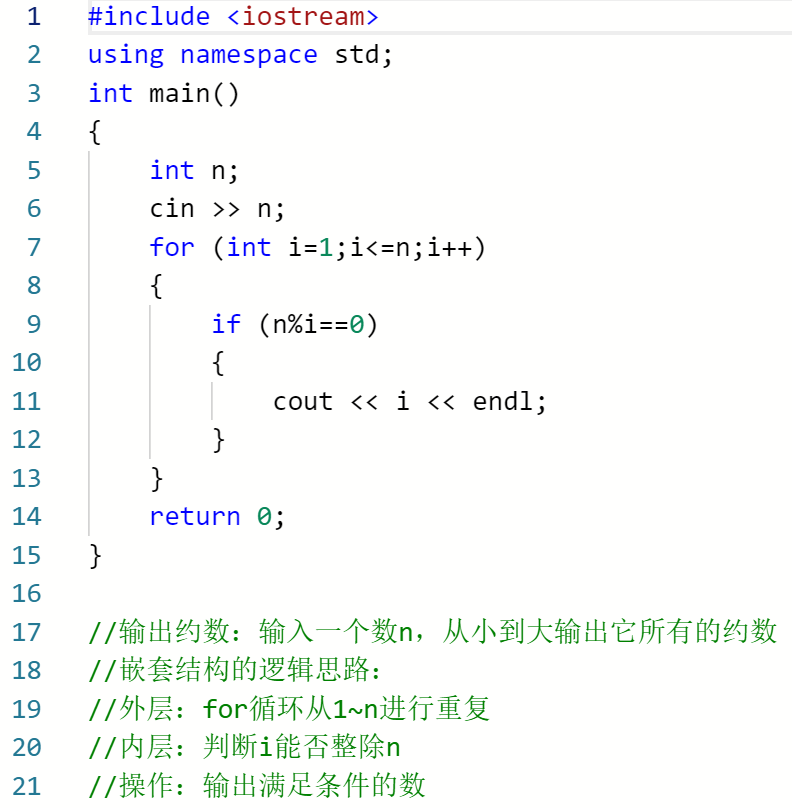 1 #include <iostream>
2 using namespace std;
3 int main()
4 {
5 int n;
6 cin >> n;
7 for (int i=1;i<=n;i++)
8 {
9 if (n%i==0)
10 {
11 cout << i << endl;
12 }
13 }
14 return 0;
15 }
16
17 //输出约数：输入一个数n，从小到大输出它所有的约数
18 //嵌套结构的逻辑思路：
19 //外层：for循环从1~n进行重复
20 //内层：判断i能否整除n
21 //操作：输出满足条件的数